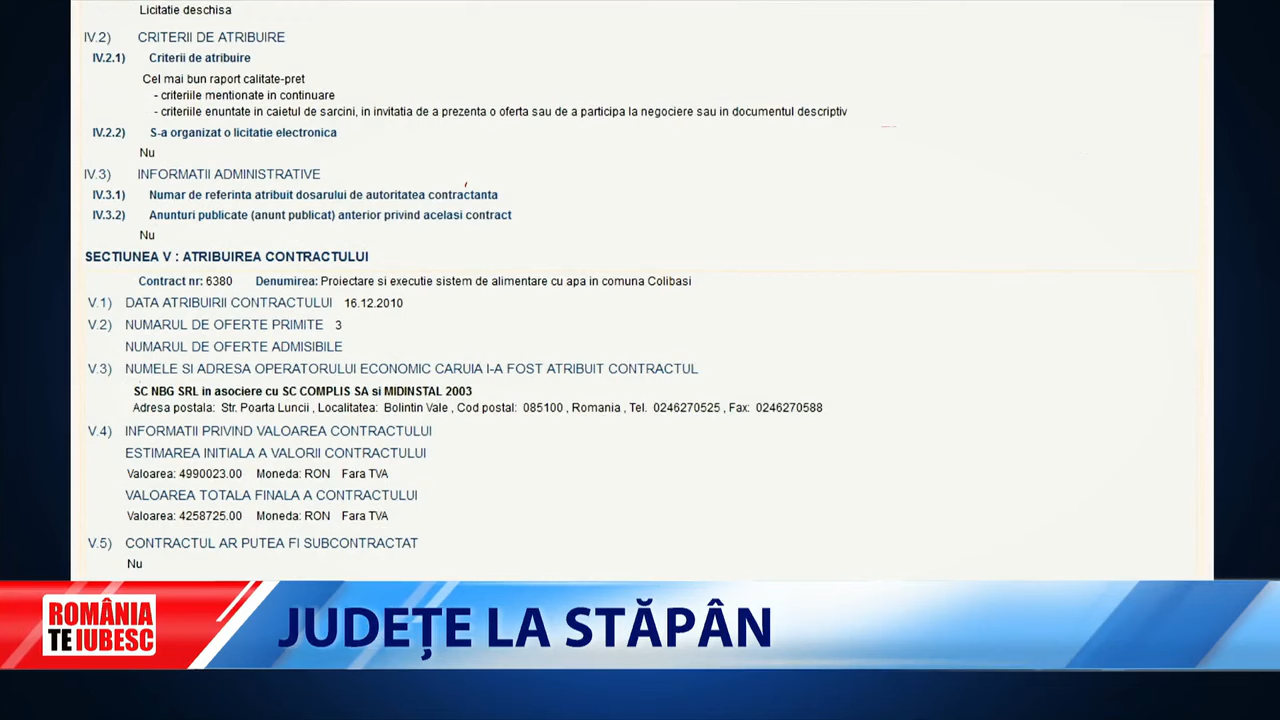 Licitatie deschisa
IV.2) CRITERII DE ATRIBUIRE
IV.2.1) Criterii de atribuire
Cel mai bun raport calitate-pret
- criteriile mentionate in continuare
- criteriile enuntate in caietul de sarcini, in invitatia de a prezenta o oferta sau de a participa la negociere sau in documentul descriptiv
IV.2.2) S-a organizat o licitatie electronica
Nu
IV.3) INFORMATII ADMINISTRATIVE
IV.3.1) Numar de referinta atribuit dosarului de autoritatea contractanta
IV.3.2) Anunturi publicate (anunt publicat) anterior privind acelasi contract
Nu
SECTIUNEA V : ATRIBUIREA CONTRACTULUI
Contract nr: 6380 Denumirea: Proiectare si executie sistem de alimentare cu apa in comuna Colibasi
V.1) DATA ATRIBUIRII CONTRACTULUI 16.12.2010
V.2) NUMARUL DE OFERTE PRIMITE 3
NUMARUL DE OFERTE ADMISIBILE
V.3) NUMELE SI ADRESA OPERATORULUI ECONOMIC CARUIA I-A FOST ATRIBUIT CONTRACTUL
SC NBG SRL in asociere cu SC COMPLIS SA si MIDINSTAL 2003
Adresa postala: Str. Poarta Luncii , Localitatea: Bolintin Vale , Cod postal: 085100 , Romania , Tel. 0246270525 , Fax: 0246270588
V.4) INFORMATII PRIVIND VALOAREA CONTRACTULUI
ESTIMAREA INITIALA A VALORII CONTRACTULUI
Valoarea: 4990023.00 Moneda: RON Fara TVA
VALOAREA TOTALA FINALA A CONTRACTULUI
Valoarea: 4258725.00 Moneda: RON Fara TVA
V.5) CONTRACTUL AR PUTEA FI SUBCONTRACTAT
Nu
ROMÂNIA
TE IUBESC
JUDEȚE LA STĂPÂN